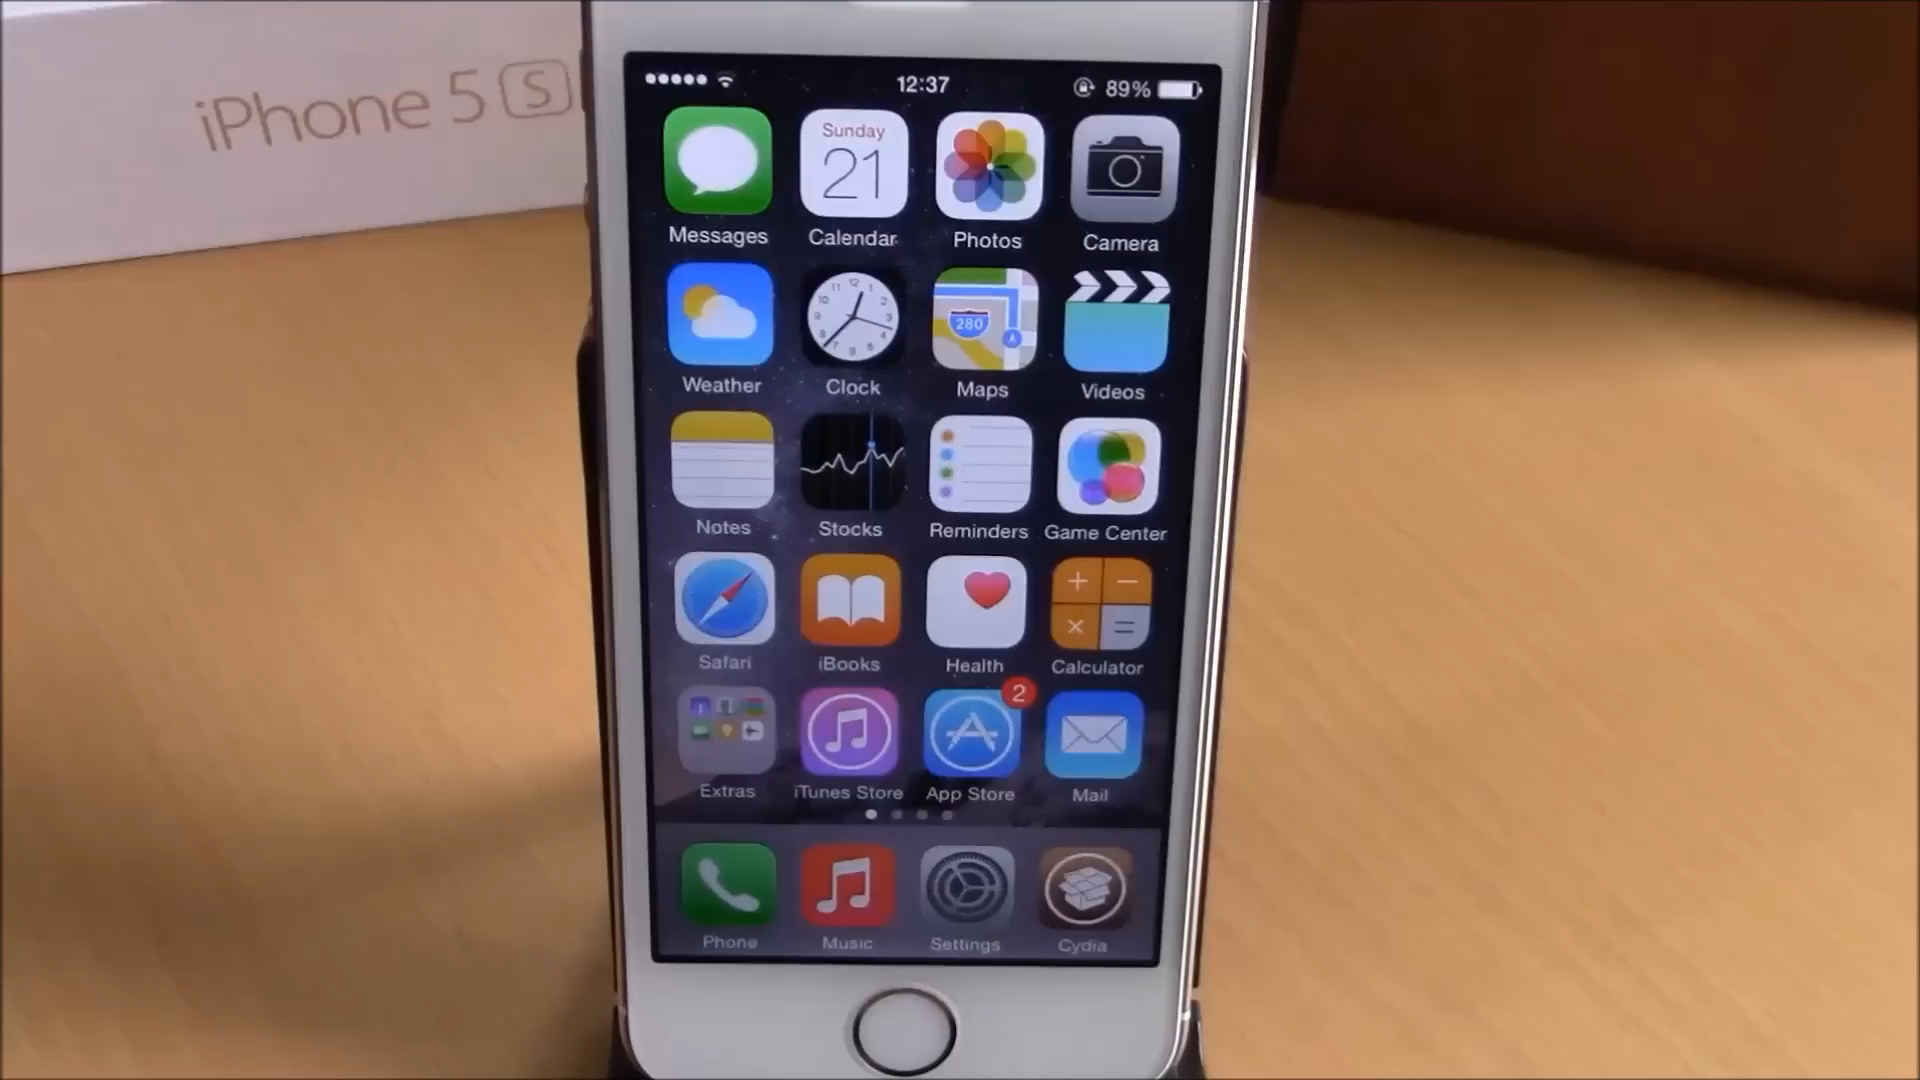 iPhone 5 S
12:37
89%
Sunday
21
Messages
Calendar
Photos
Camera
280
Weather
Clock
Maps
Videos
Notes
Stocks
Reminders
Game Center
Safari
iBooks
Health
Calculator
2
Extras
iTunes Store
App Store
Mail
Phone
Music
Settings
Cydia